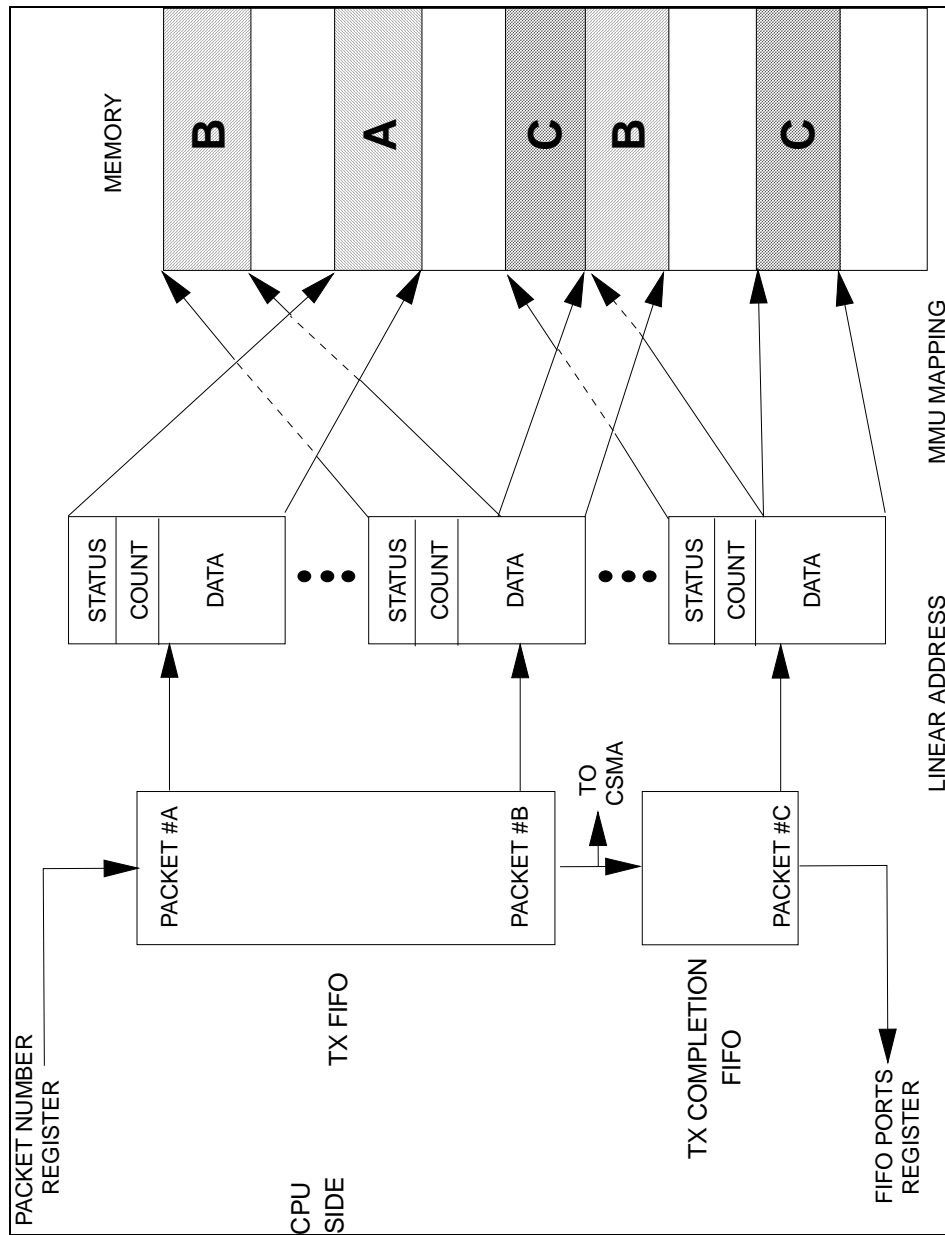 PACKET NUMBER
REGISTER
CPU
SIDE
TX FIFO
PACKET #A
PACKET #B
TO
CSMA
TX COMPLETION
FIFO
PACKET #C
FIFO PORTS
REGISTER
STATUS
COUNT
DATA
STATUS
COUNT
DATA
STATUS
COUNT
DATA
LINEAR ADDRESS
MMU MAPPING
MEMORY
B
A
C
B
C